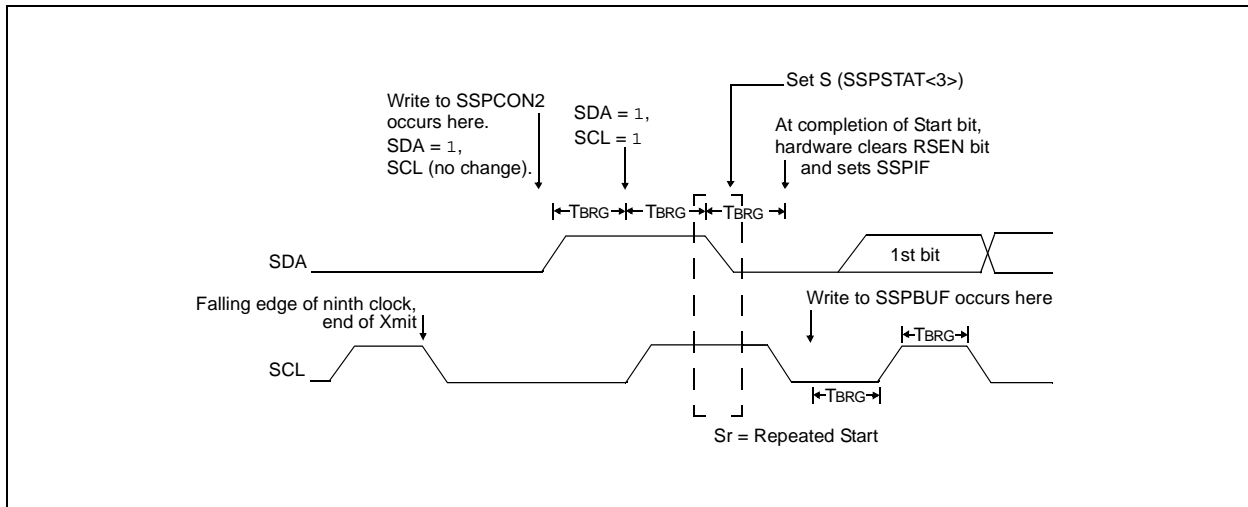 Set S (SSPSTAT<3>)
Write to SSPCON2
occurs here.
SDA = 1,
SCL (no change).
SDA = 1,
SCL = 1
At completion of Start bit,
hardware clears RSEN bit
and sets SSPIF
TBRG
TBRG
TBRG
SDA
1st bit
Falling edge of ninth clock,
end of Xmit
Write to SSPBUF occurs here
TBRG
SCL
TBRG
Sr = Repeated Start